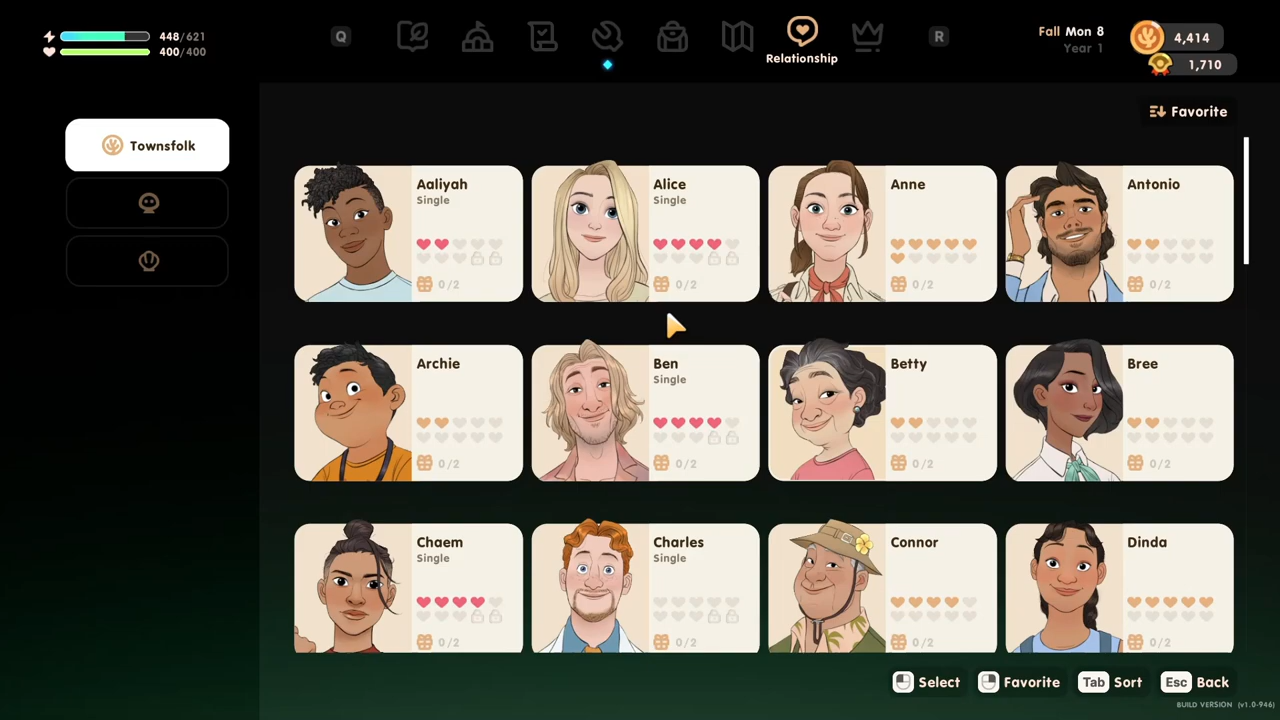 448/621
400/400
Q
Relationship
R
Fall Mon 8
Year 1
4,414
1,710
Townsfolk
Favorite
Aaliyah
Single
0/2
Alice
Single
0/2
Anne
0/2
Antonio
0/2
Archie
0/2
Ben
Single
0/2
Betty
0/2
Bree
0/2
Chaem
Single
0/2
Charles
Single
0/2
Connor
0/2
Dinda
0/2
Select
Favorite
Tab Sort
Esc Back
BUILD VERSION (v1.0-946)